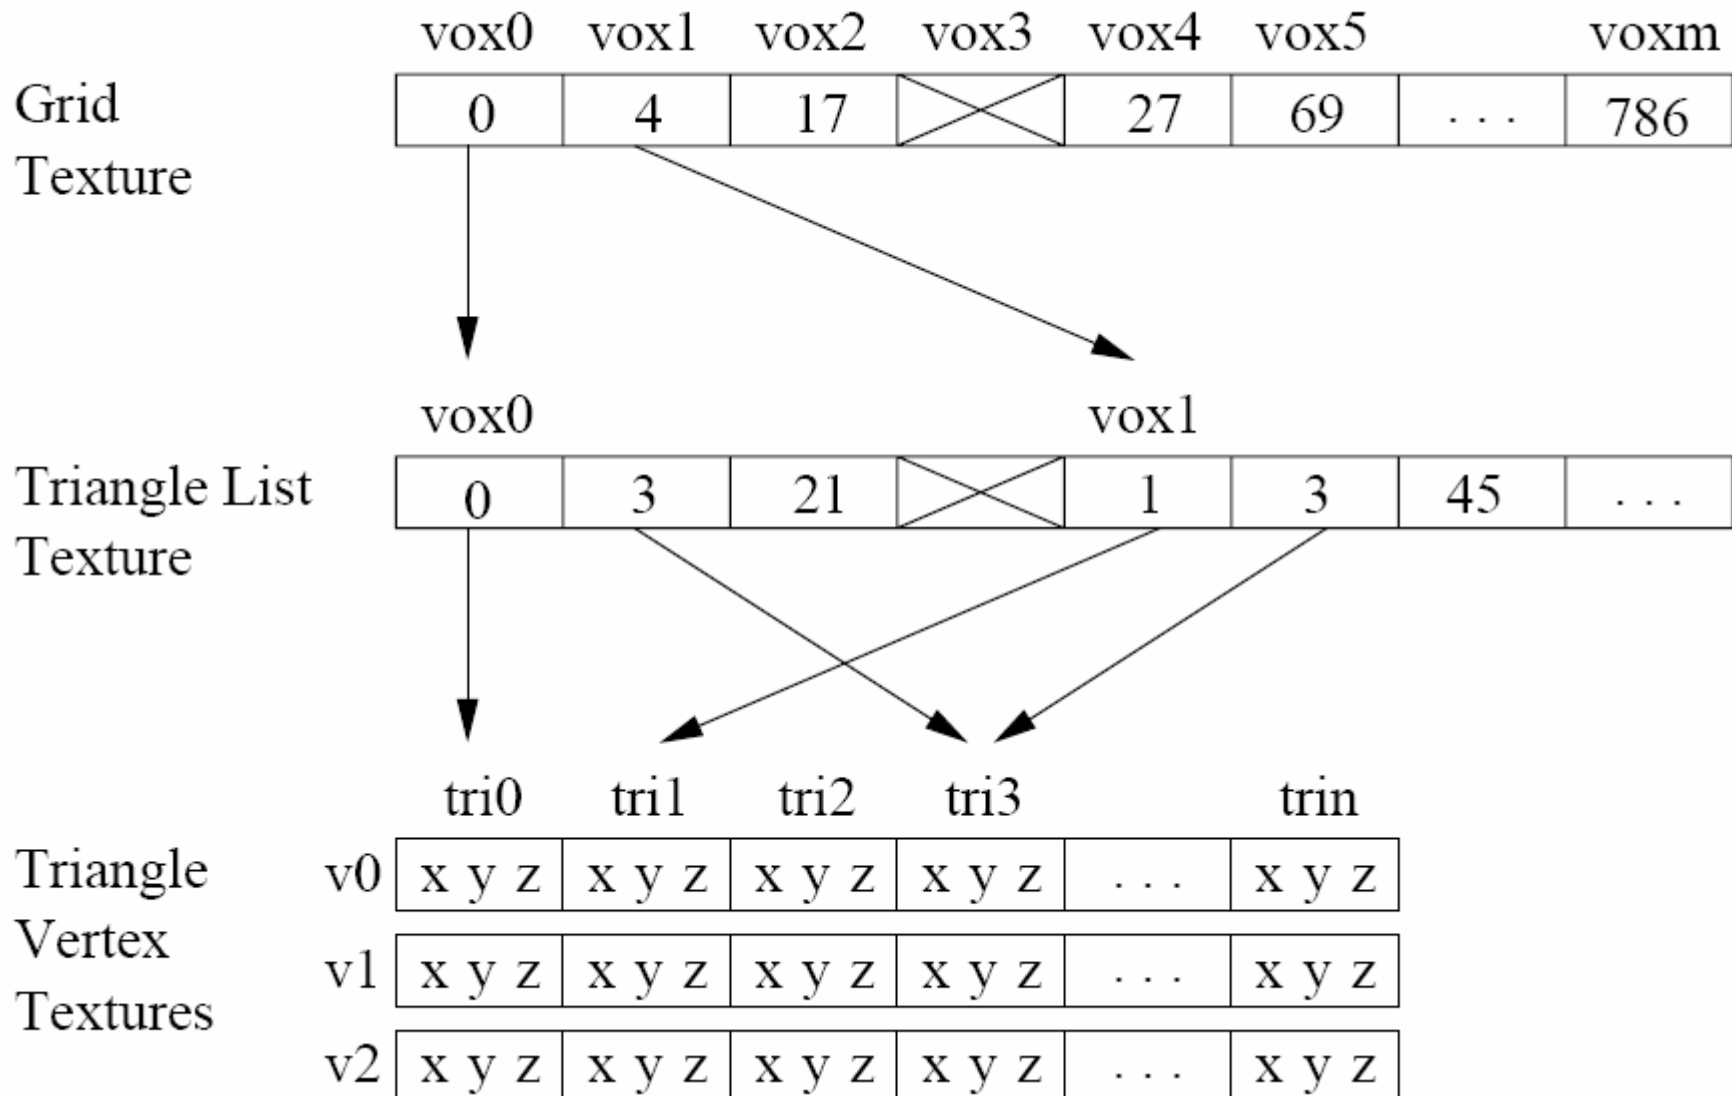 vox0 vox1 vox2 vox3 vox4 vox5 voxm
Grid
Texture
0 4 17 27 69 . . . 786
vox0 vox1
Triangle List
Texture
0 3 21 1 3 45 . . .
tri0 tri1 tri2 tri3 trin
Triangle
Vertex
Textures
v0 x y z x y z x y z x y z . . . x y z
v1 x y z x y z x y z x y z . . . x y z
v2 x y z x y z x y z x y z . . . x y z